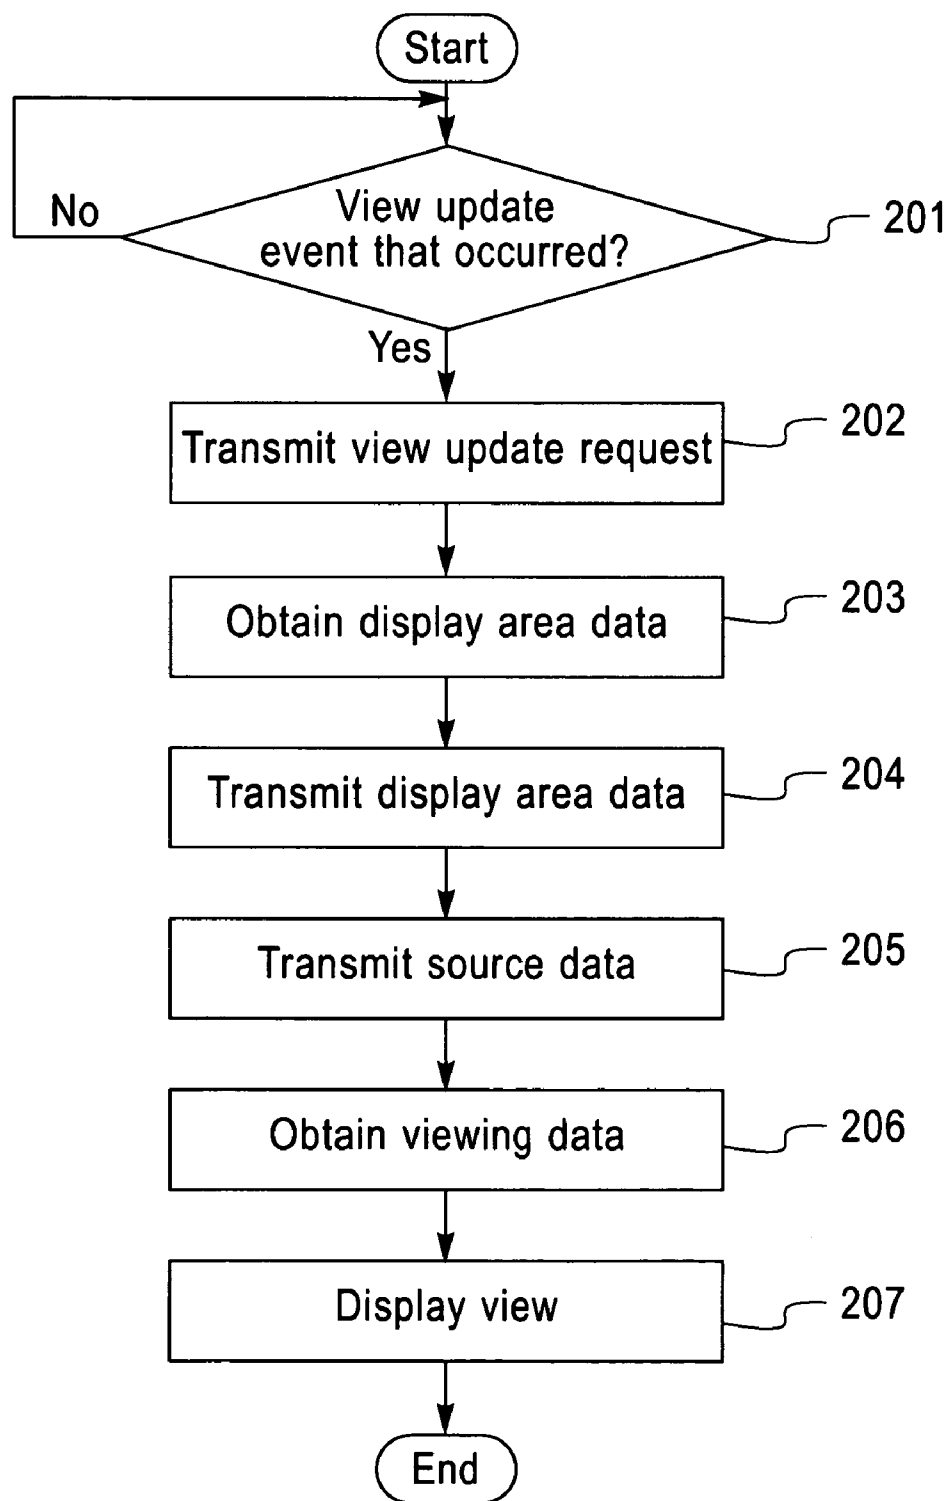 Start
No
View update
event that occurred?
201
Yes
Transmit view update request
202
Obtain display area data
203
Transmit display area data
204
Transmit source data
205
Obtain viewing data
206
Display view
207
End